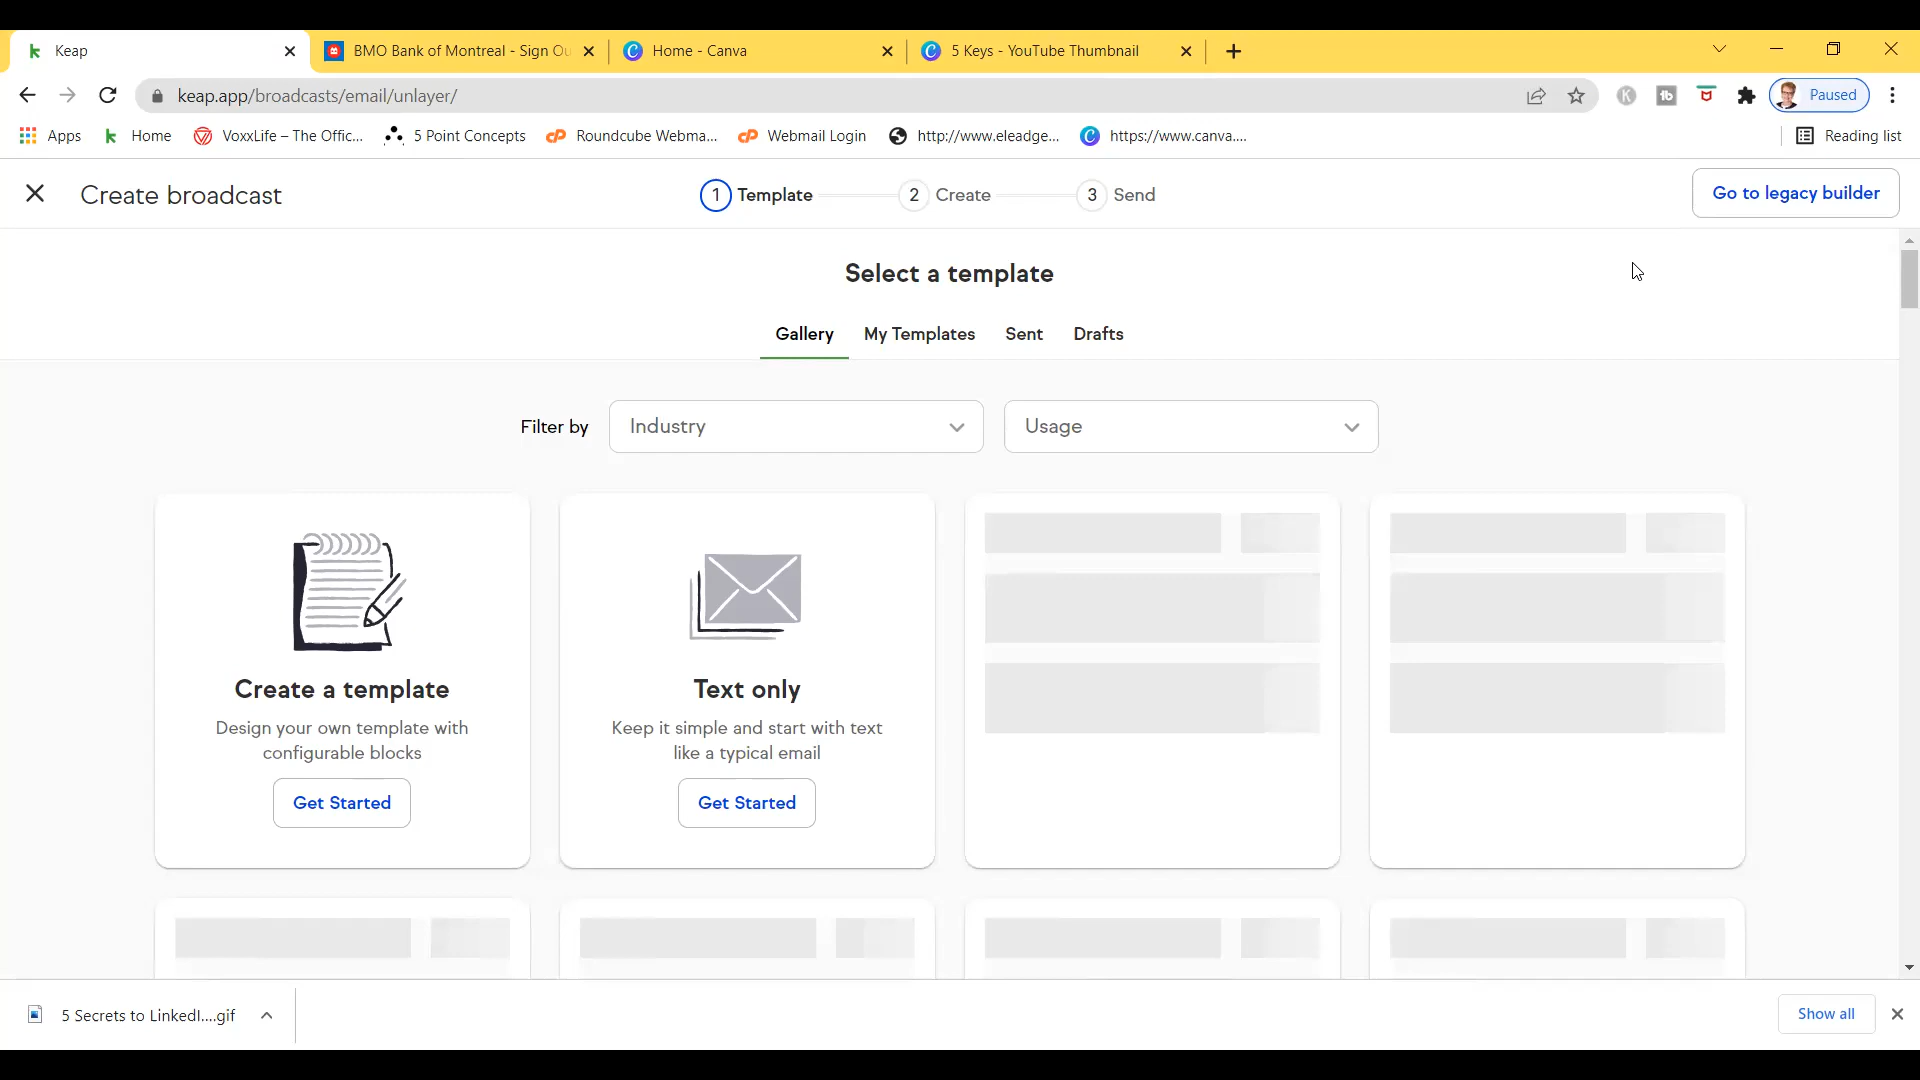 Keap
BMO Bank of Montreal - Sign Ou
Home - Canva
5 Keys - YouTube Thumbnail
keap.app/broadcasts/email/unlayer/
Paused
Apps
Home
VoxxLife – The Offic...
5 Point Concepts
Roundcube Webma...
Webmail Login
http://www.eleadge...
https://www.canva....
Reading list
Create broadcast
1 Template
2 Create
3 Send
Go to legacy builder
Select a template
Gallery
My Templates
Sent
Drafts
Filter by
Industry
Usage
Create a template
Design your own template with
configurable blocks
Get Started
Text only
Keep it simple and start with text
like a typical email
Get Started
5 Secrets to LinkedI....gif
Show all